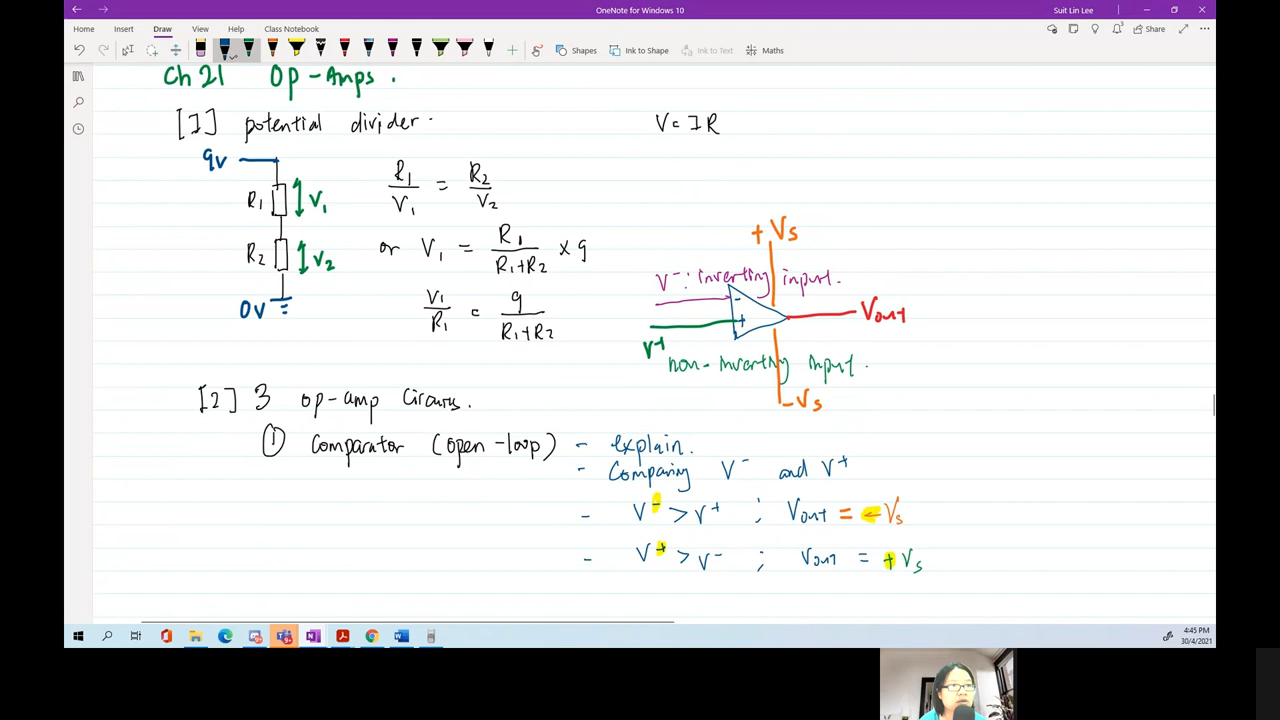 OneNote for Windows 10
Suit Lin Lee
Home Insert Draw View Help Class Notebook
Share
Shapes Ink to Shape Ink to Text Maths
Ch 21 Op-Amps.
[1] potential divider.
V = IR
9V
R1 V1
R2 V2
0V
R1/V1 = R2/V2
or V1 = R1/(R1+R2) x 9
V1/R1 = 9/(R1+R2)
+Vs
V-: inverting input.
-
+
Vout
V+
non-inverting input.
-Vs
[2] 3 op-amp circuits.
① Comparator (open-loop) - explain.
- Comparing V- and V+
- V- > V+ ; Vout = -Vs
- V+ > V- ; Vout = +Vs
4:45 PM
30/4/2021